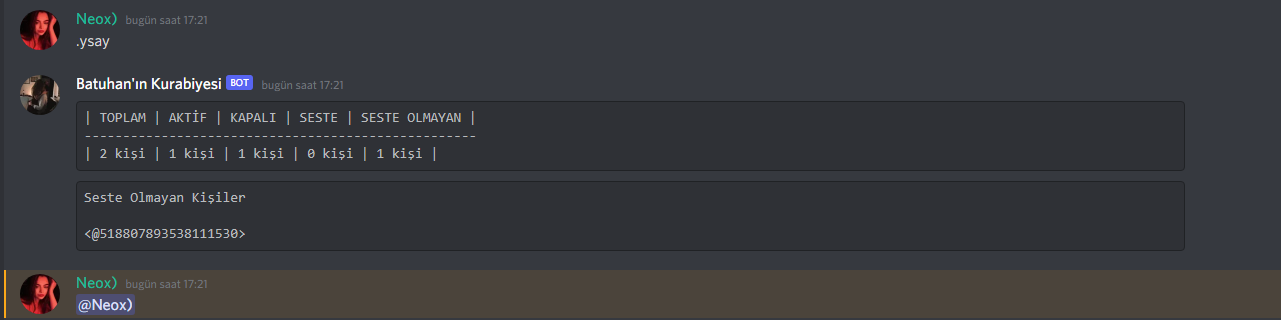 Neox) bugün saat 17:21
.ysay
Batuhan'ın Kurabiyesi BOT bugün saat 17:21
| TOPLAM | AKTİF | KAPALI | SESTE | SESTE OLMAYAN |
---------------------------------------------------
| 2 kişi | 1 kişi | 1 kişi | 0 kişi | 1 kişi |
Seste Olmayan Kişiler
<@518807893538111530>
Neox) bugün saat 17:21
@Neox)